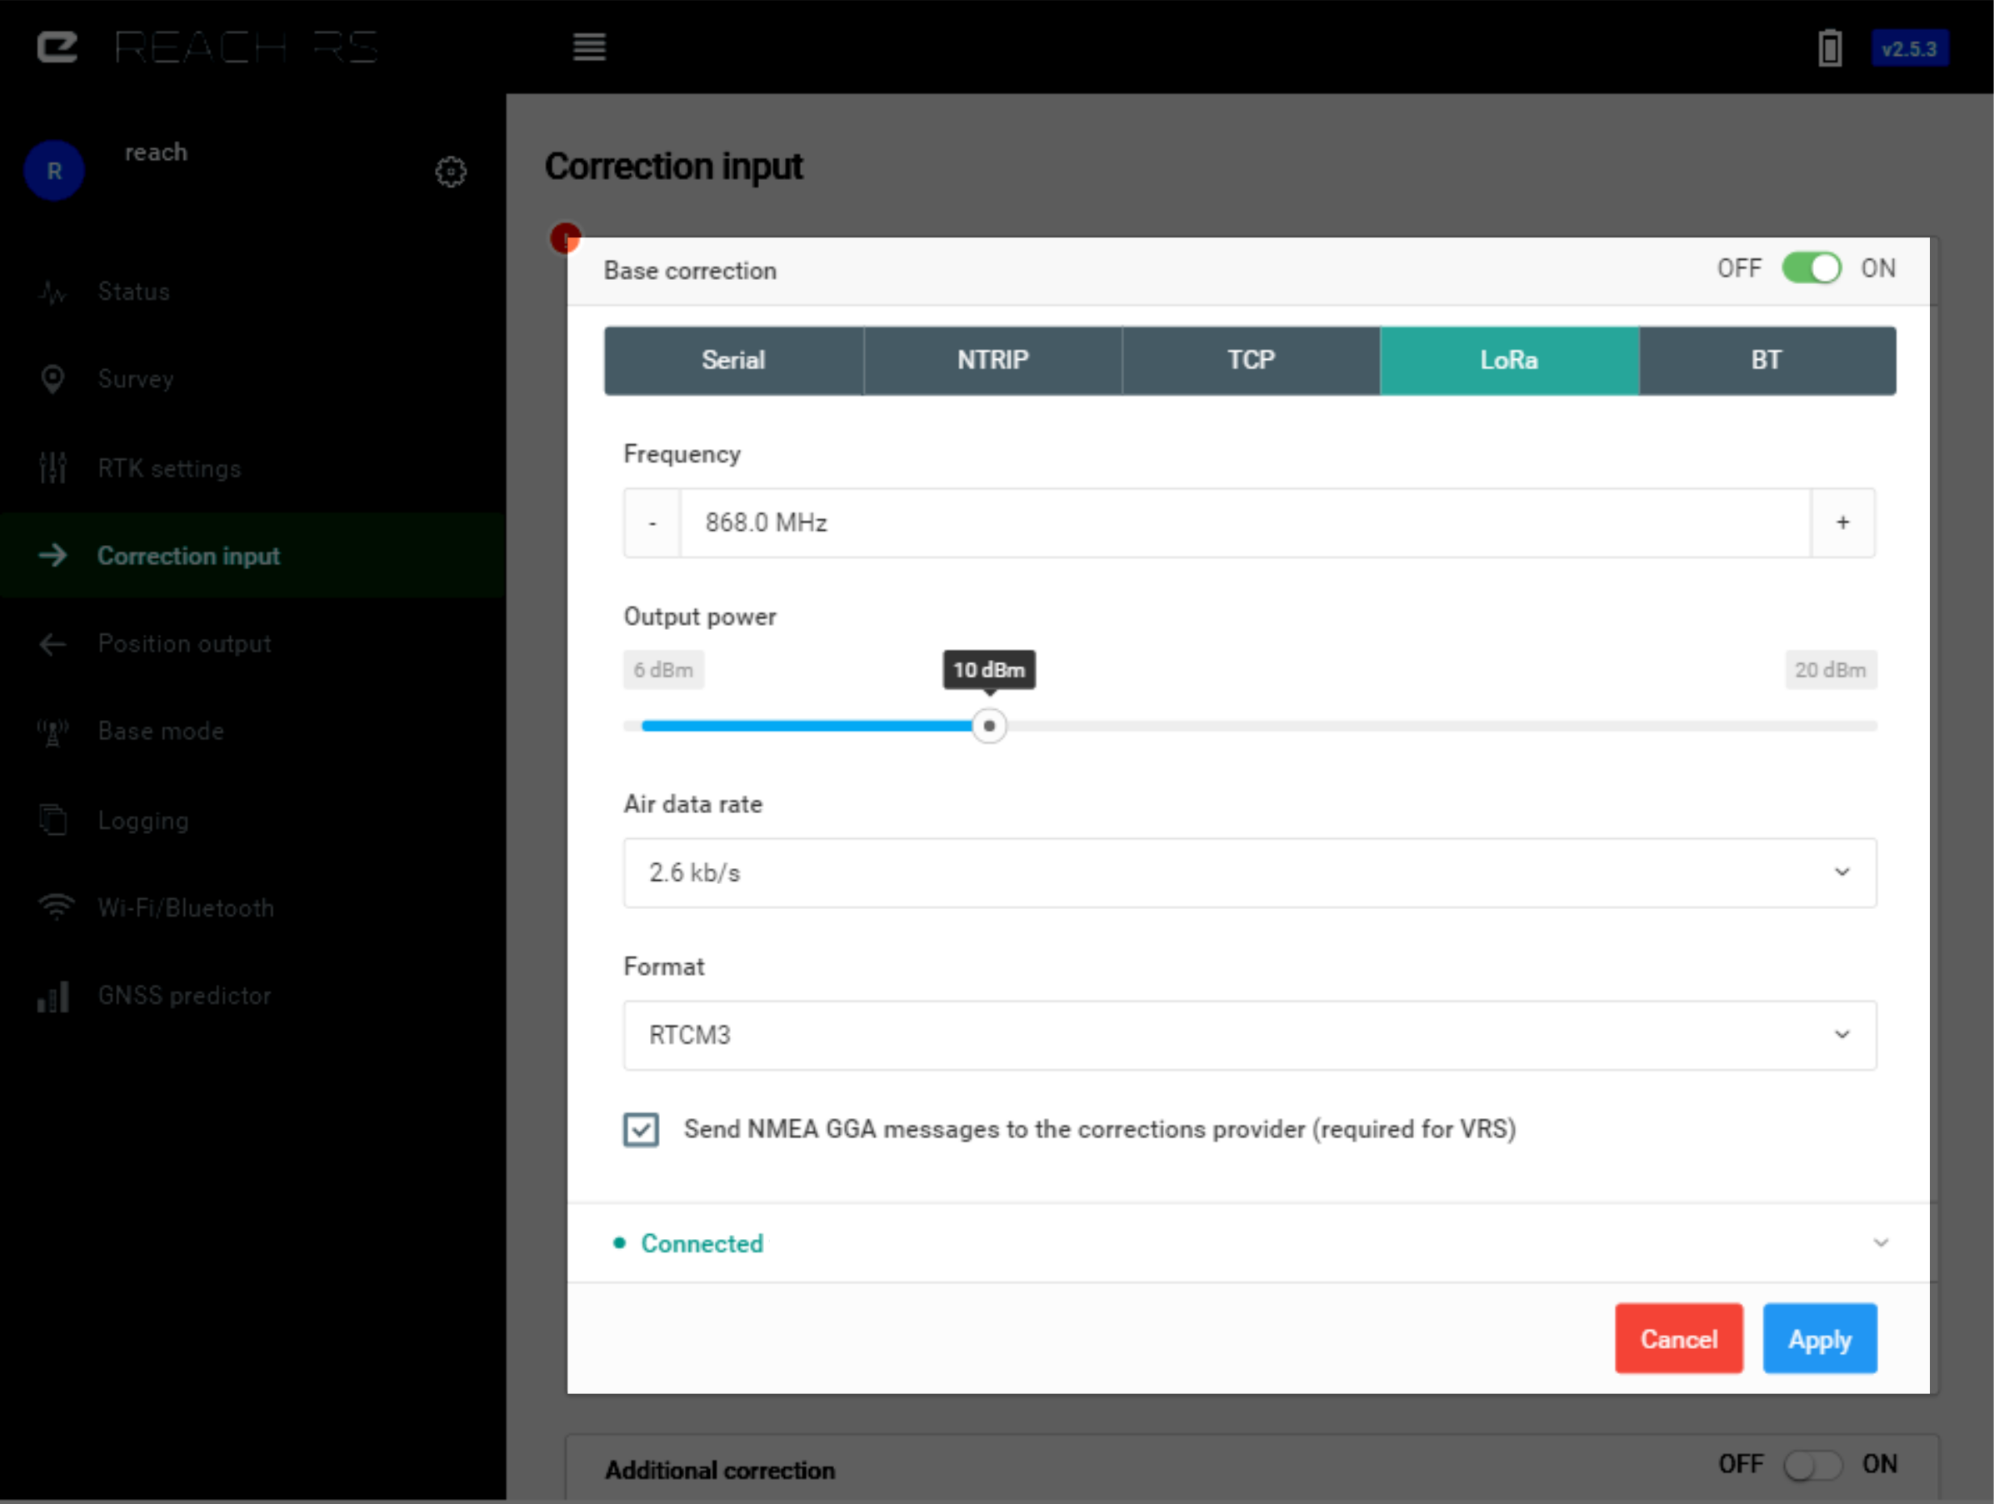 REACH RS
v2.5.3
R
reach
Status
Survey
RTK settings
Correction input
Position output
Base mode
Logging
Wi-Fi/Bluetooth
GNSS predictor
Correction input
!
Base correction
OFF ON
Serial NTRIP TCP LoRa BT
Frequency
- 868.0 MHz +
Output power
6 dBm 10 dBm 20 dBm
Air data rate
2.6 kb/s
Format
RTCM3
Send NMEA GGA messages to the corrections provider (required for VRS)
Connected
Cancel Apply
Additional correction OFF ON